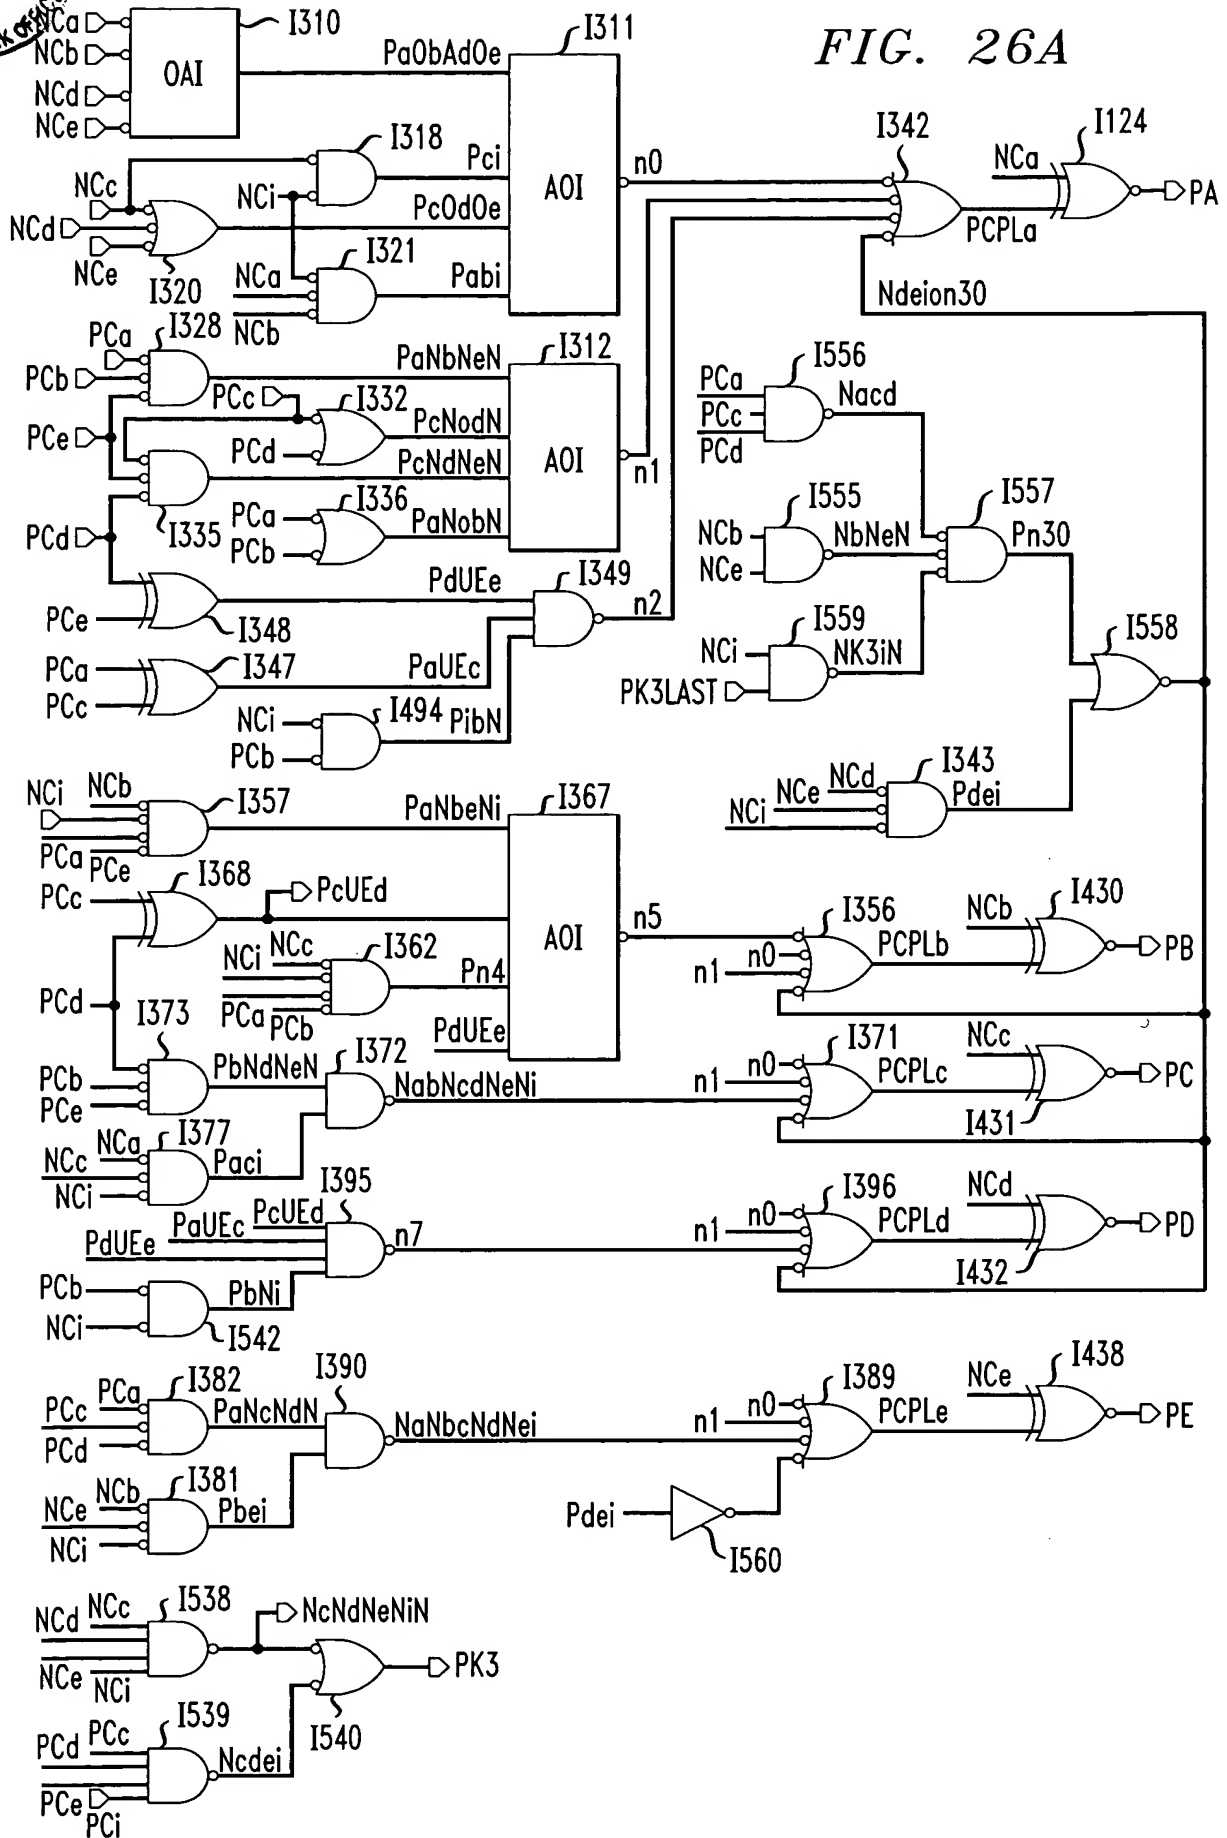 FIG. 26A
NCa
NCb
NCd
NCe
OAI
I310
PaObAdOe
I311
AOI
n0
NCc
NCd
NCe
I320
NCi
I318
Pci
PcOdOe
I321
NCa
NCb
Pabi
I342
PCPLa
NCa
I124
PA
Ndeion30
PCa
PCb
PCe
PCd
I328
PaNbNeN
I312
AOI
n1
PCc
I332
PCd
PcNodN
PcNdNeN
I335
I336
PCa
PCb
PaNobN
PdUEe
I349
n2
PCe
I348
PCa
PCc
I347
PaUEc
NCi
PCb
I494
PibN
PCa
PCc
PCd
I556
Nacd
NCb
NCe
I555
NbNeN
I557
Pn30
NCi
PK3LAST
I559
NK3iN
I558
NCd
NCe
NCi
I343
Pdei
NCi
NCb
PCa
PCe
I357
PaNbeNi
I367
AOI
n5
PCc
I368
PcUEd
NCc
NCi
PCa
PCb
I362
Pn4
PdUEe
PCd
I373
PCb
PCe
PbNdNeN
I372
NabNcdNeNi
NCa
NCc
NCi
I377
Paci
n0
n1
I356
PCPLb
NCb
I430
PB
n0
n1
I371
PCPLc
NCc
I431
PC
PcUEd
PaUEc
PdUEe
I395
n7
PCb
NCi
PbNi
I542
n0
n1
I396
PCPLd
NCd
I432
PD
PCa
PCc
PCd
I382
PaNcNdN
I390
NaNbcNdNei
NCb
NCe
NCi
I381
Pbei
n0
n1
I389
PCPLe
NCe
I438
PE
Pdei
I560
NCd
NCc
NCe
NCi
I538
NcNdNeNiN
I540
PK3
PCd
PCc
PCe
PCi
I539
Ncdei